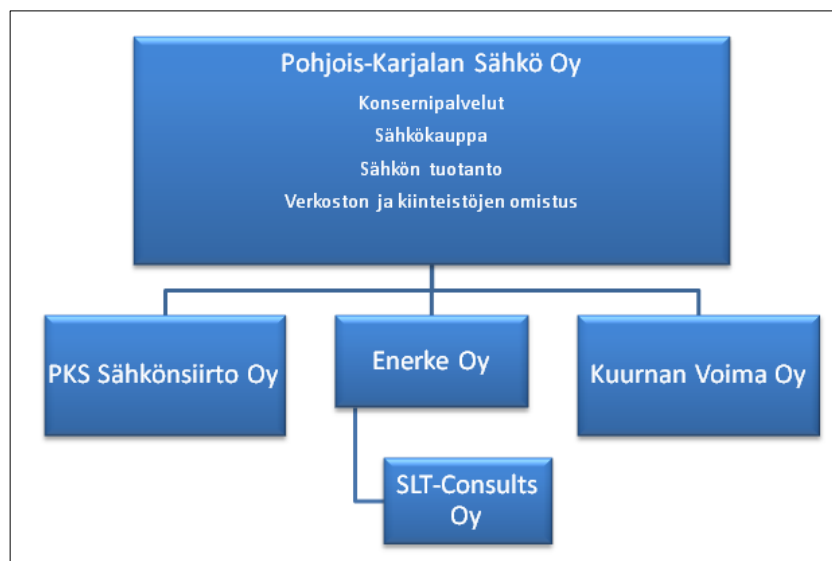 Pohjois-Karjalan Sähkö Oy
Konsernipalvelut
Sähkökauppa
Sähkön tuotanto
Verkoston ja kiinteistöjen omistus
PKS Sähkönsiirto Oy
Enerke Oy
Kuurnan Voima Oy
SLT-Consults
Oy